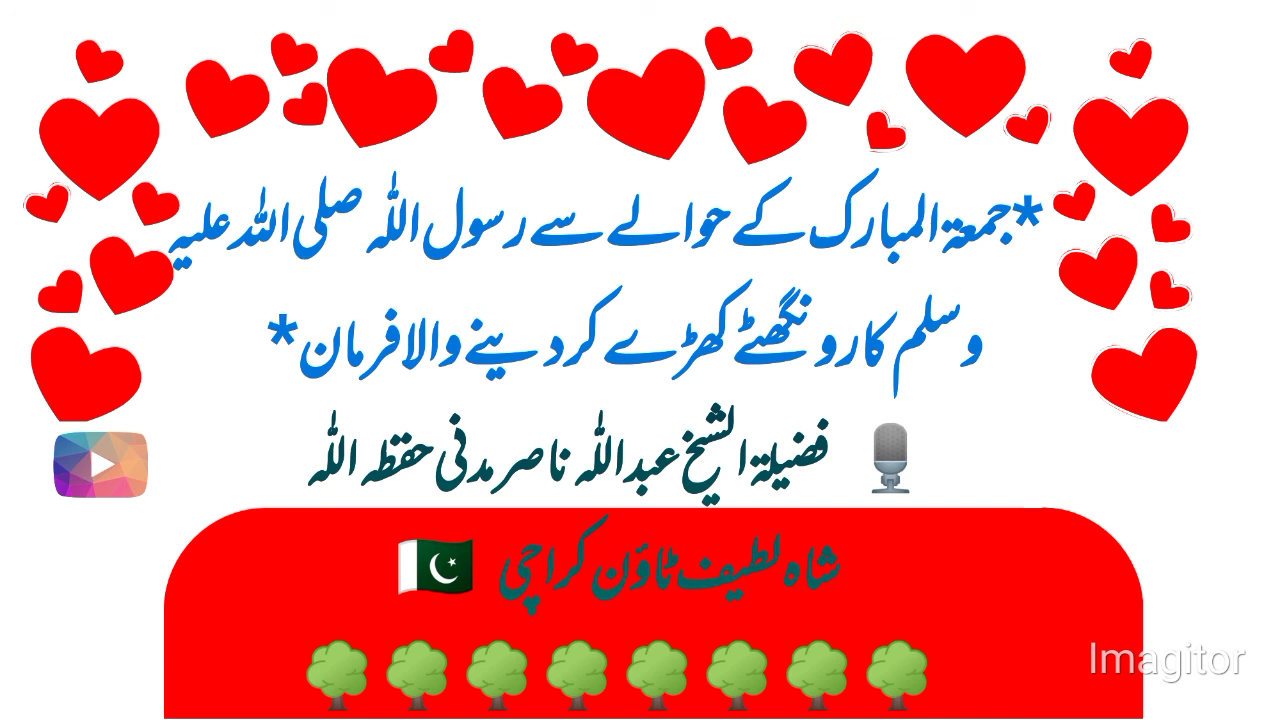 *جمعۃ المبارک کے حوالے سے رسول اللہ صلی اللہ علیہ
وسلم کا رونگھٹے کھڑے کر دینے والا فرمان*
فضیلۃ الشیخ عبداللہ ناصر مدنی حقظہ اللہ
شاہ لطیف ٹاؤن کراچی
Imagitor